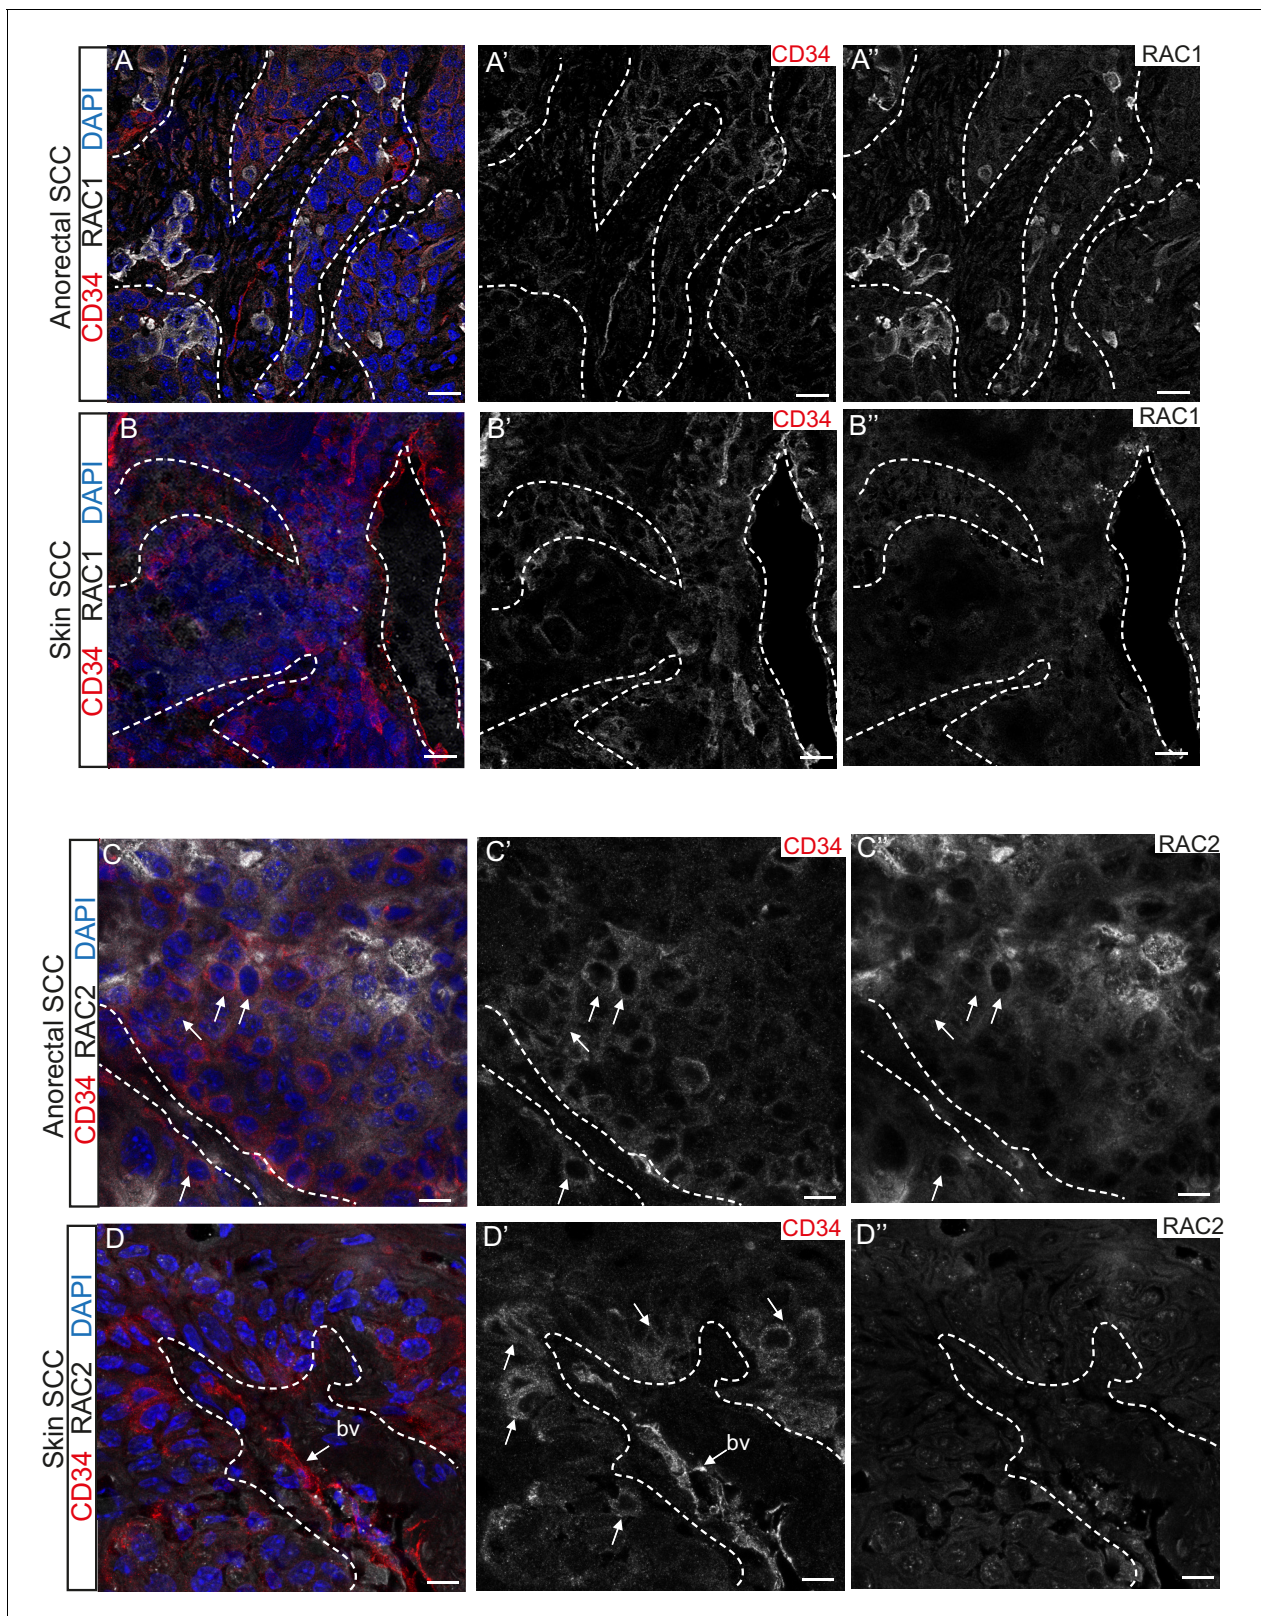 Anorectal SCC
CD34 RAC1 DAPI
A
A'
CD34
A''
RAC1
Skin SCC
CD34 RAC1 DAPI
B
B'
CD34
B''
RAC1
Anorectal SCC
CD34 RAC2 DAPI
C
C'
CD34
C''
RAC2
Skin SCC
CD34 RAC2 DAPI
D
bv
D'
CD34
bv
D''
RAC2